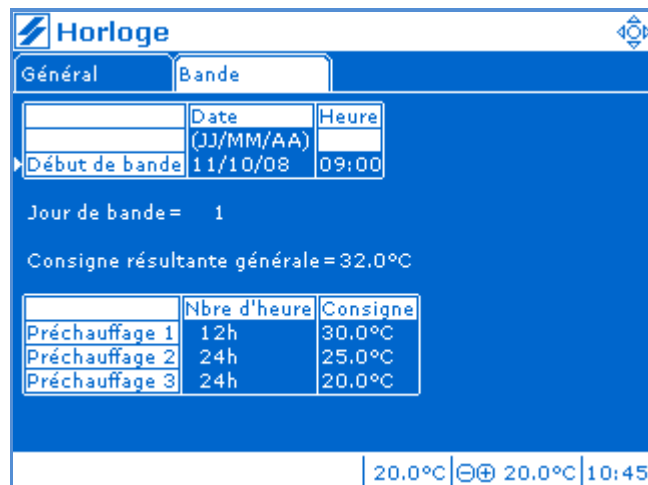 Horloge
Général Bande
Date Heure
(JJ/MM/AA)
Début de bande 11/10/08 09:00
Jour de bande = 1
Consigne résultante générale = 32.0°C
Nbre d'heure Consigne
Préchauffage 1 12h 30.0°C
Préchauffage 2 24h 25.0°C
Préchauffage 3 24h 20.0°C
20.0°C ⊖⊕ 20.0°C 10:45